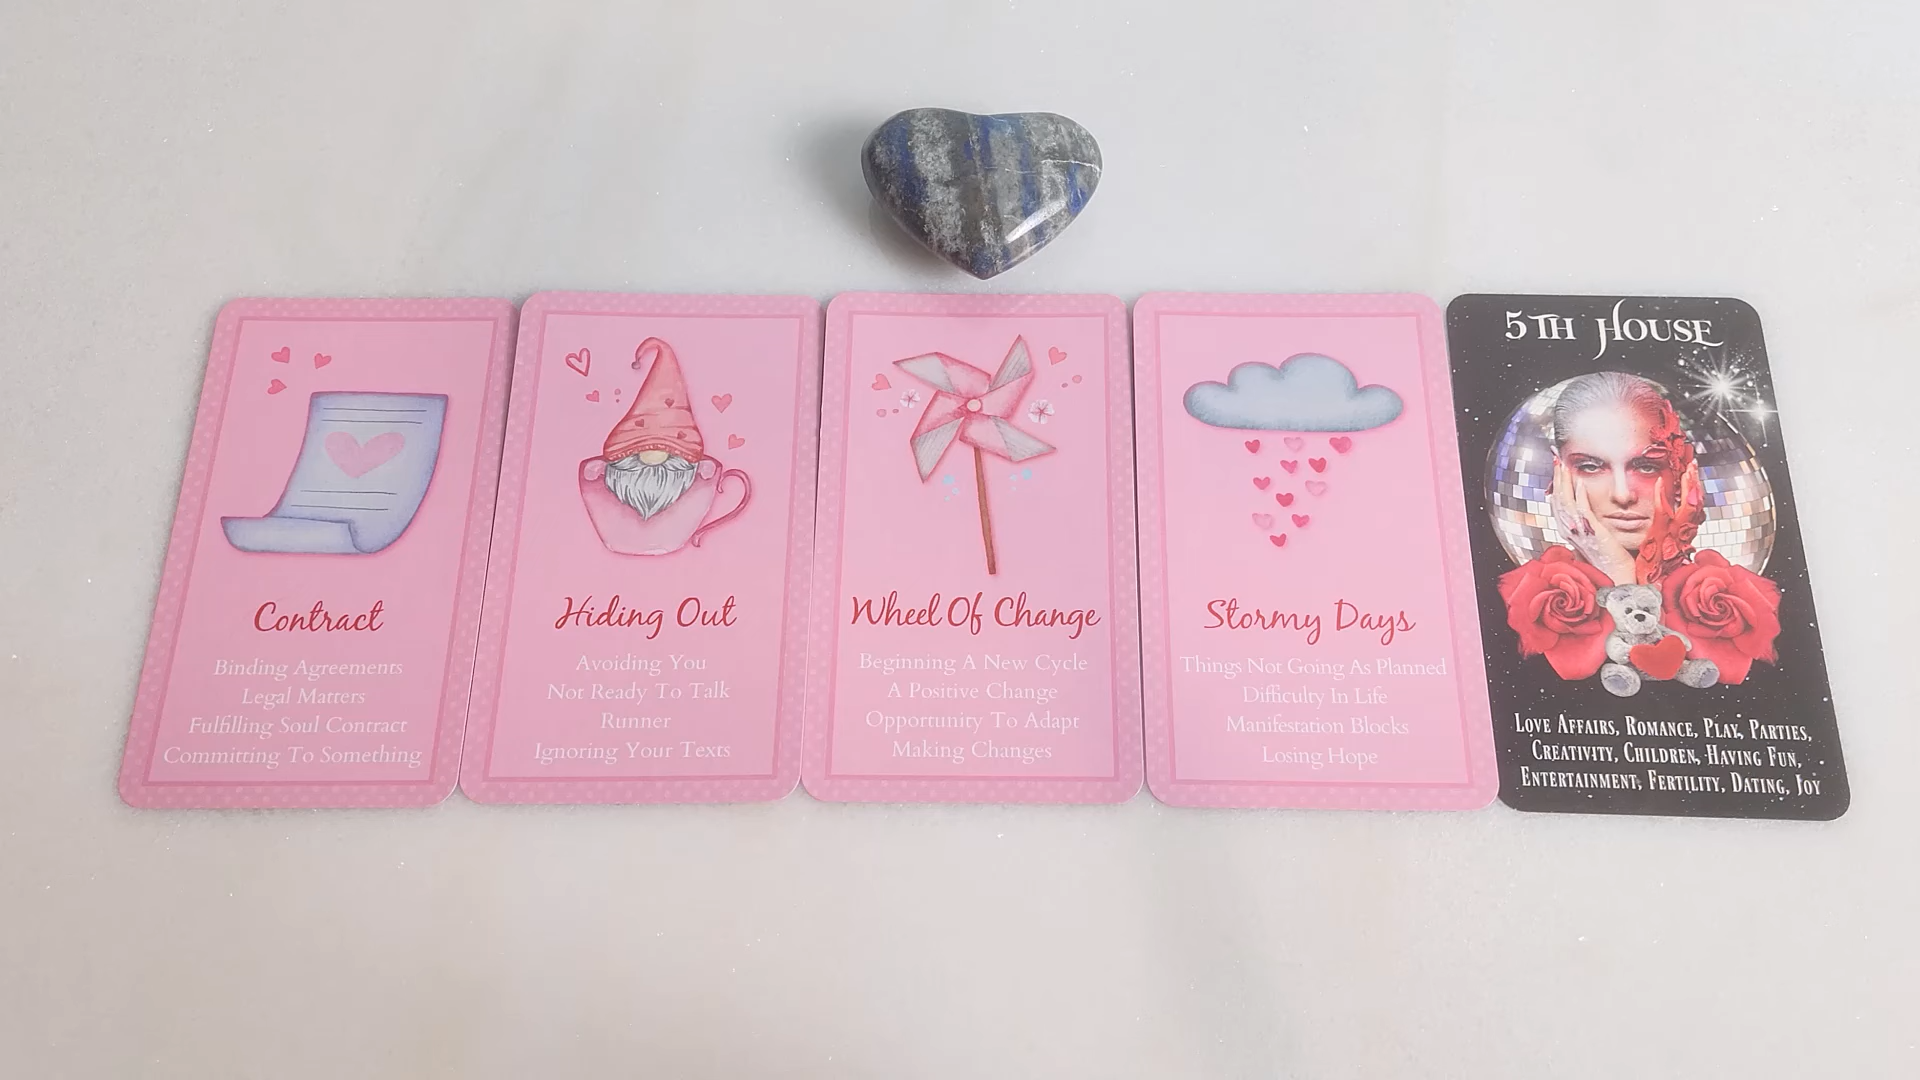 Contract
Binding Agreements
Legal Matters
Fulfilling Soul Contract
Committing To Something
Hiding Out
Avoiding You
Not Ready To Talk
Runner
Ignoring Your Texts
Wheel Of Change
Beginning A New Cycle
A Positive Change
Opportunity To Adapt
Making Changes
Stormy Days
Things Not Going As Planned
Difficulty In Life
Manifestation Blocks
Losing Hope
5TH HOUSE
LOVE AFFAIRS, ROMANCE, PLAY, PARTIES,
CREATIVITY, CHILDREN, HAVING FUN,
ENTERTAINMENT, FERTILITY, DATING, JOY